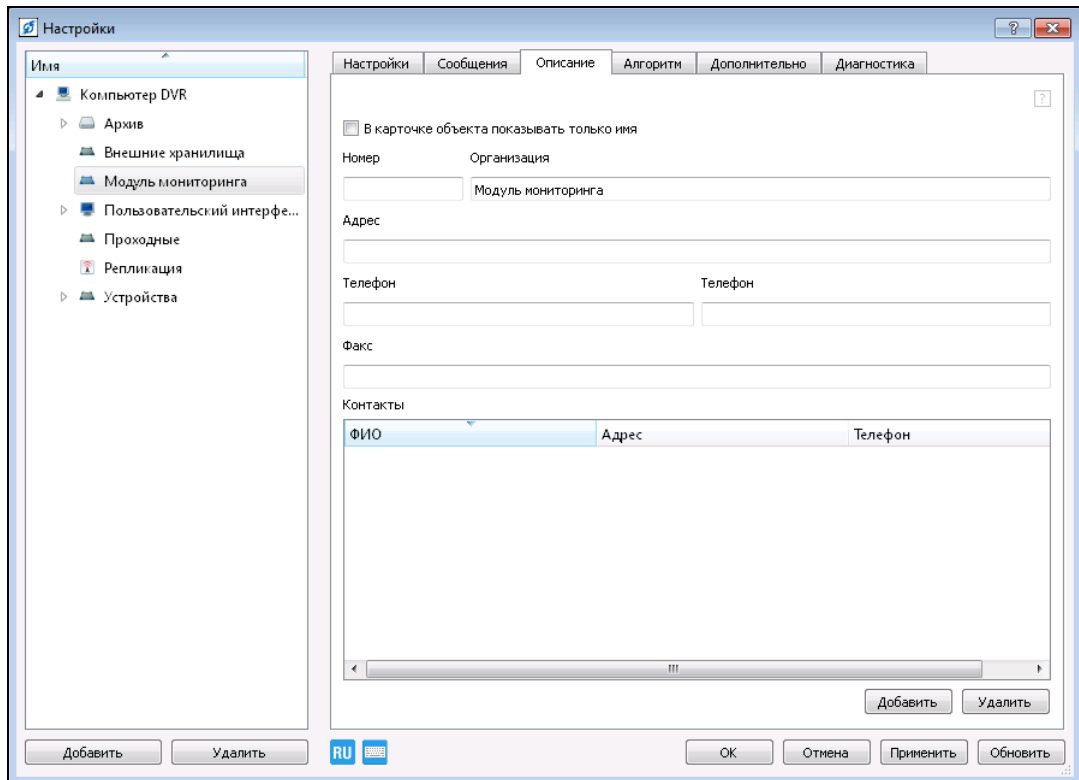 Настройки
Имя
Компьютер DVR
Архив
Внешние хранилища
Модуль мониторинга
Пользовательский интерфе...
Проходные
Репликация
Устройства
Добавить Удалить
Настройки Сообщения Описание Алгоритм Дополнительно Диагностика
?
В карточке объекта показывать только имя
Номер Организация
Модуль мониторинга
Адрес
Телефон Телефон
Факс
Контакты
ФИО Адрес Телефон
Добавить Удалить
RU
OK Отмена Применить Обновить